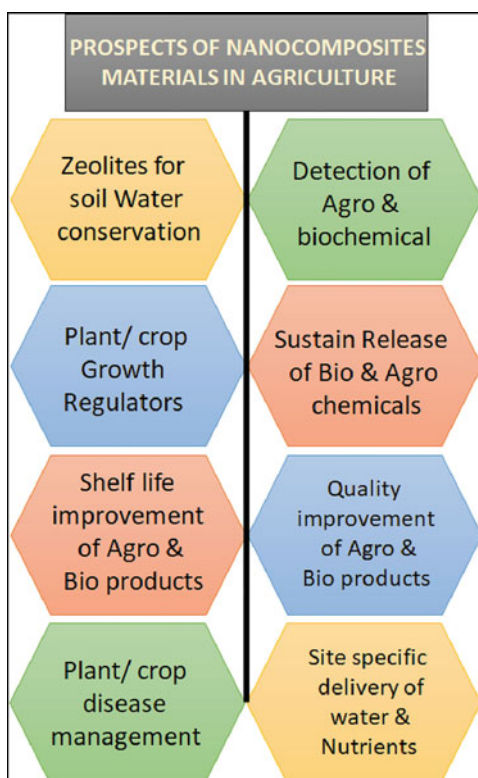 PROSPECTS OF NANOCOMPOSITES
MATERIALS IN AGRICULTURE
Zeolites for
soil Water
conservation
Detection of
Agro &
biochemical
Plant/ crop
Growth
Regulators
Sustain Release
of Bio & Agro
chemicals
Shelf life
improvement
of Agro &
Bio products
Quality
improvement
of Agro &
Bio products
Plant/ crop
disease
management
Site specific
delivery of
water &
Nutrients